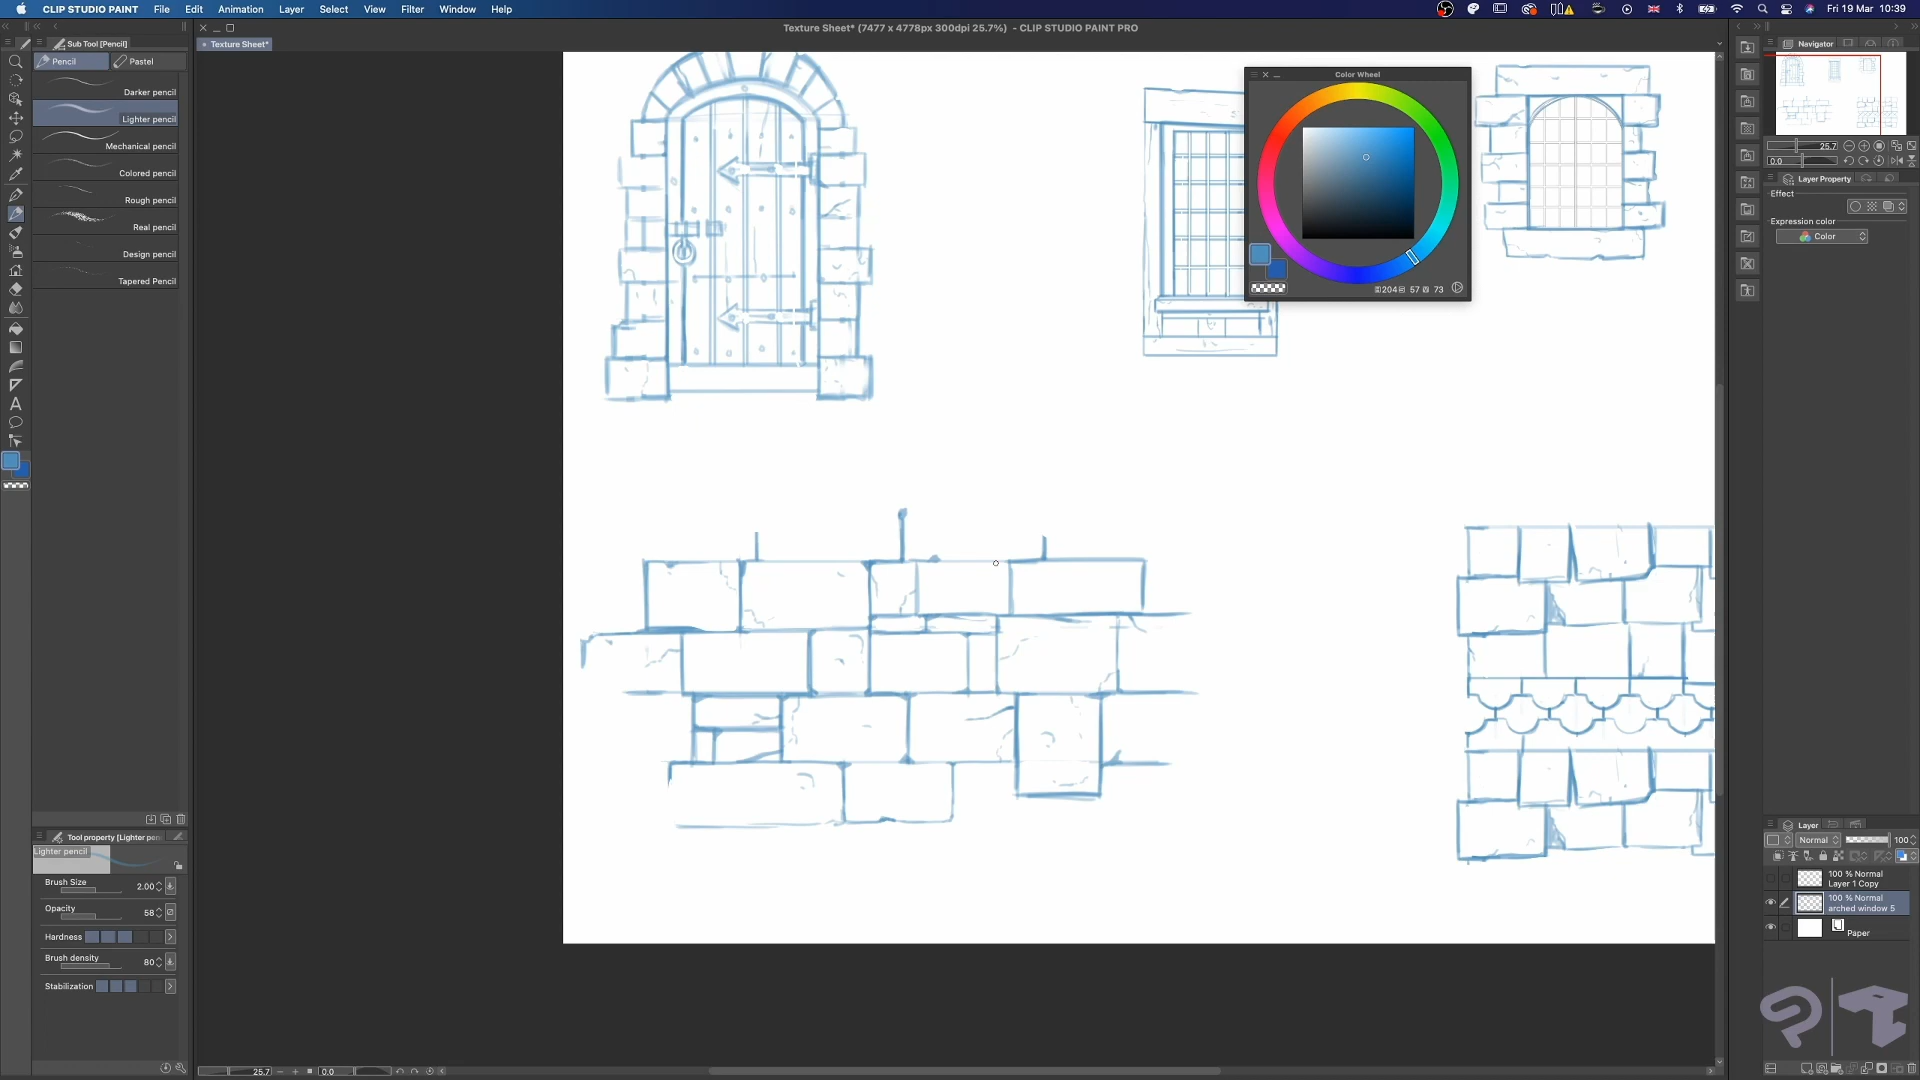 CLIP STUDIO PAINT File Edit Animation Layer Select View Filter Window Help
Fri 19 Mar 10:39
Texture Sheet* (7477 x 4778px 300dpi 25.7%) - CLIP STUDIO PAINT PRO
Sub Tool [Pencil]
Texture Sheet*
Pencil
Pastel
Darker pencil
Lighter pencil
Mechanical pencil
Colored pencil
Rough pencil
Real pencil
Design pencil
Tapered Pencil
Color Wheel
204 57 73
Navigator
25.7
0.0
Layer Property
Effect
Expression color
Color
Tool property [Lighter pen
Lighter pencil
Brush Size 2.00
Opacity 58
Hardness
Brush density 80
Stabilization
Layer
Normal 100
100 % Normal
Layer 1 Copy
100 % Normal
arched window 5
Paper
25.7 0.0